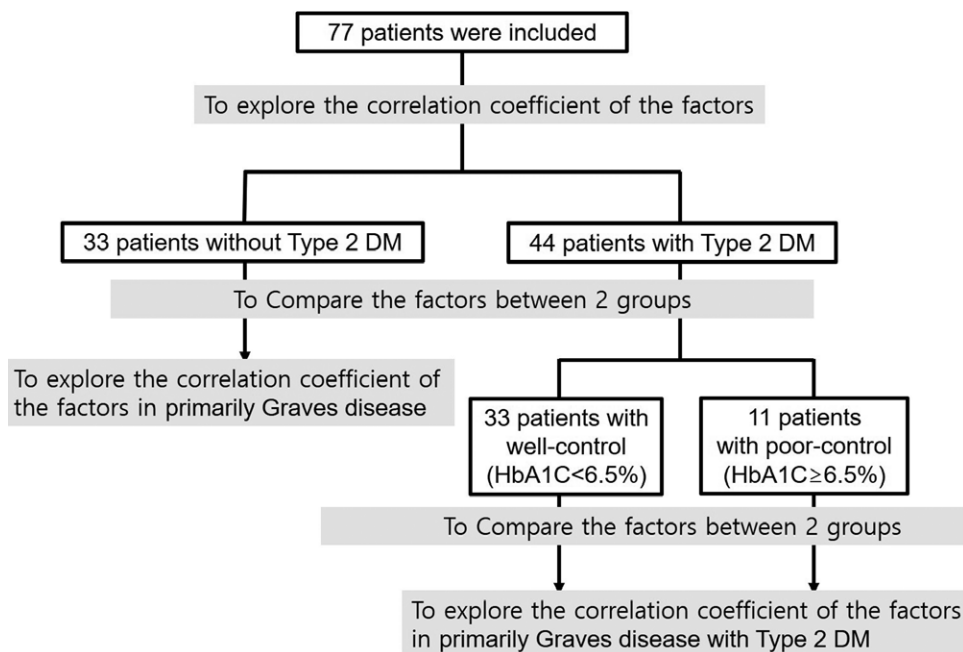 77 patients were included
To explore the correlation coefficient of the factors
33 patients without Type 2 DM
44 patients with Type 2 DM
To Compare the factors between 2 groups
To explore the correlation coefficient of
the factors in primarily Graves disease
33 patients with
well-control
(HbA1C<6.5%)
11 patients
with poor-control
(HbA1C≥6.5%)
To Compare the factors between 2 groups
To explore the correlation coefficient of the factors
in primarily Graves disease with Type 2 DM